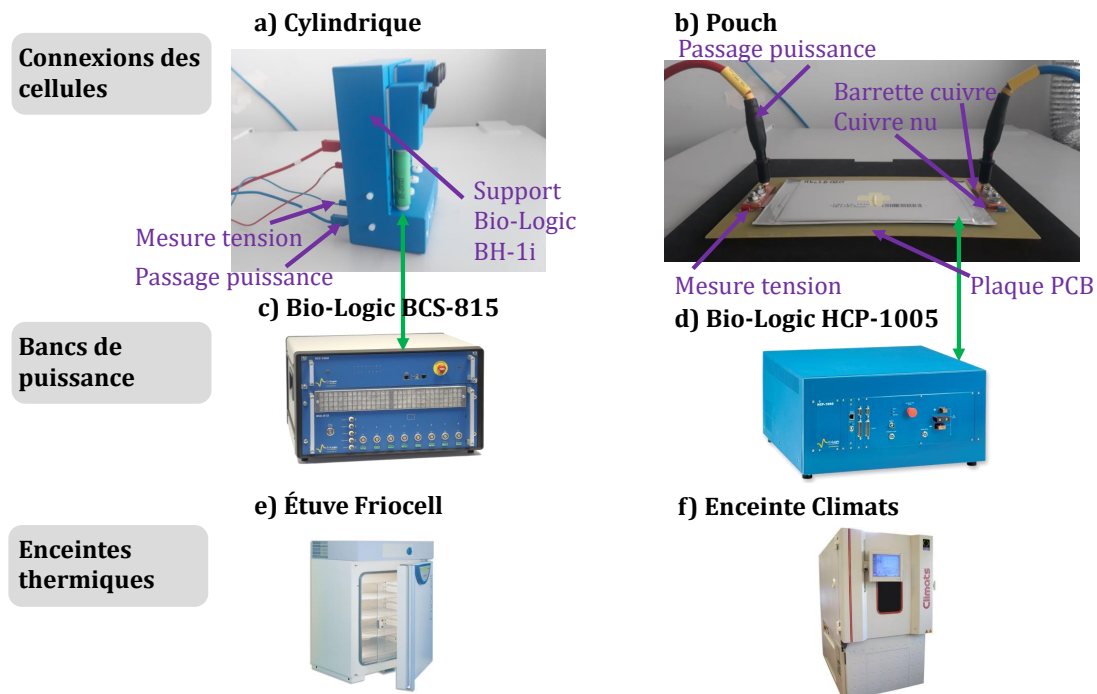 a) Cylindrique
b) Pouch
Connexions des
cellules
Passage puissance
Barrette cuivre
Cuivre nu
Support
Bio-Logic
BH-1i
Mesure tension
Passage puissance
Mesure tension
Plaque PCB
c) Bio-Logic BCS-815
d) Bio-Logic HCP-1005
Bancs de
puissance
HCP-1005
e) Étuve Friocell
f) Enceinte Climats
Enceintes
thermiques
Climats